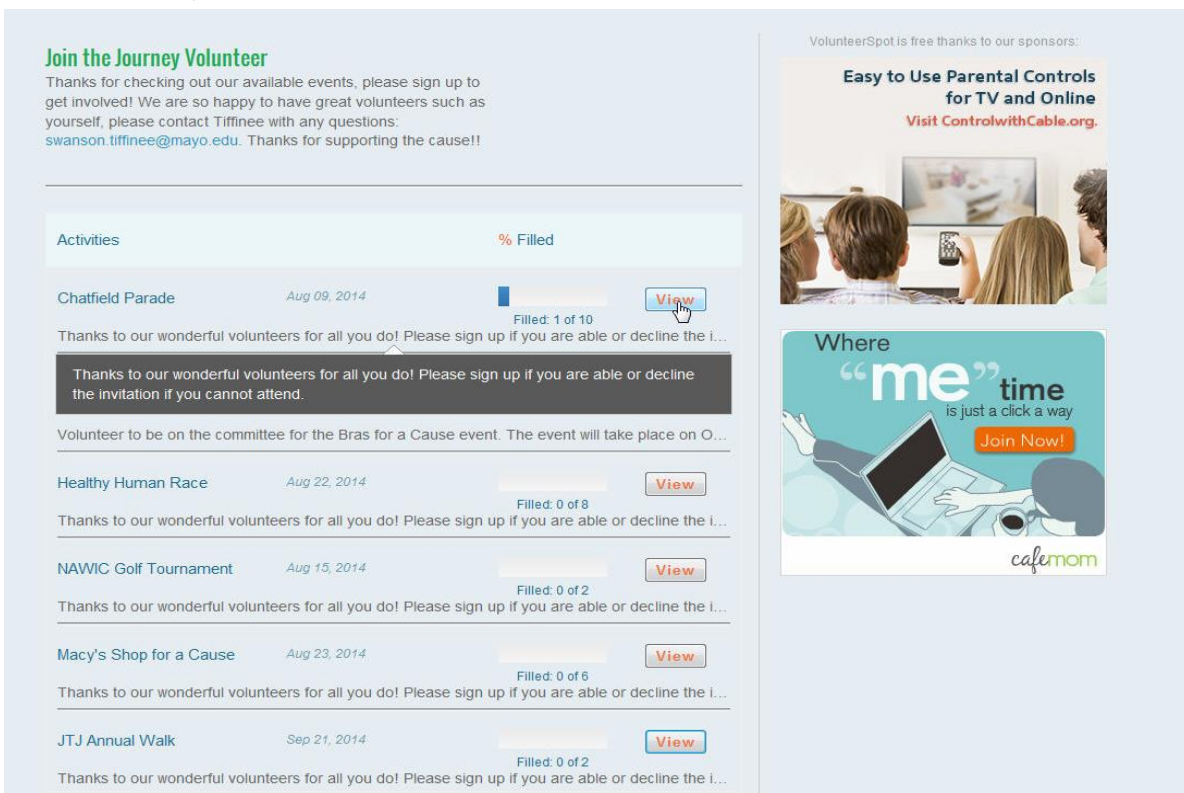 Join the Journey Volunteer
Thanks for checking out our available events, please sign up to
get involved! We are so happy to have great volunteers such as
yourself, please contact Tiffinee with any questions:
swanson.tiffinee@mayo.edu. Thanks for supporting the cause!!
Activities % Filled
Chatfield Parade Aug 09, 2014 View
Filled: 1 of 10
Thanks to our wonderful volunteers for all you do! Please sign up if you are able or decline the i...
Thanks to our wonderful volunteers for all you do! Please sign up if you are able or decline
the invitation if you cannot attend.
Volunteer to be on the committee for the Bras for a Cause event. The event will take place on O...
Healthy Human Race Aug 22, 2014 View
Filled: 0 of 8
Thanks to our wonderful volunteers for all you do! Please sign up if you are able or decline the i...
NAWIC Golf Tournament Aug 15, 2014 View
Filled: 0 of 2
Thanks to our wonderful volunteers for all you do! Please sign up if you are able or decline the i...
Macy's Shop for a Cause Aug 23, 2014 View
Filled: 0 of 6
Thanks to our wonderful volunteers for all you do! Please sign up if you are able or decline the i...
JTJ Annual Walk Sep 21, 2014 View
Filled: 0 of 2
Thanks to our wonderful volunteers for all you do! Please sign up if you are able or decline the i...
VolunteerSpot is free thanks to our sponsors:
Easy to Use Parental Controls
for TV and Online
Visit ControlwithCable.org.
Where
“me” time
is just a click a way
Join Now!
cafemom